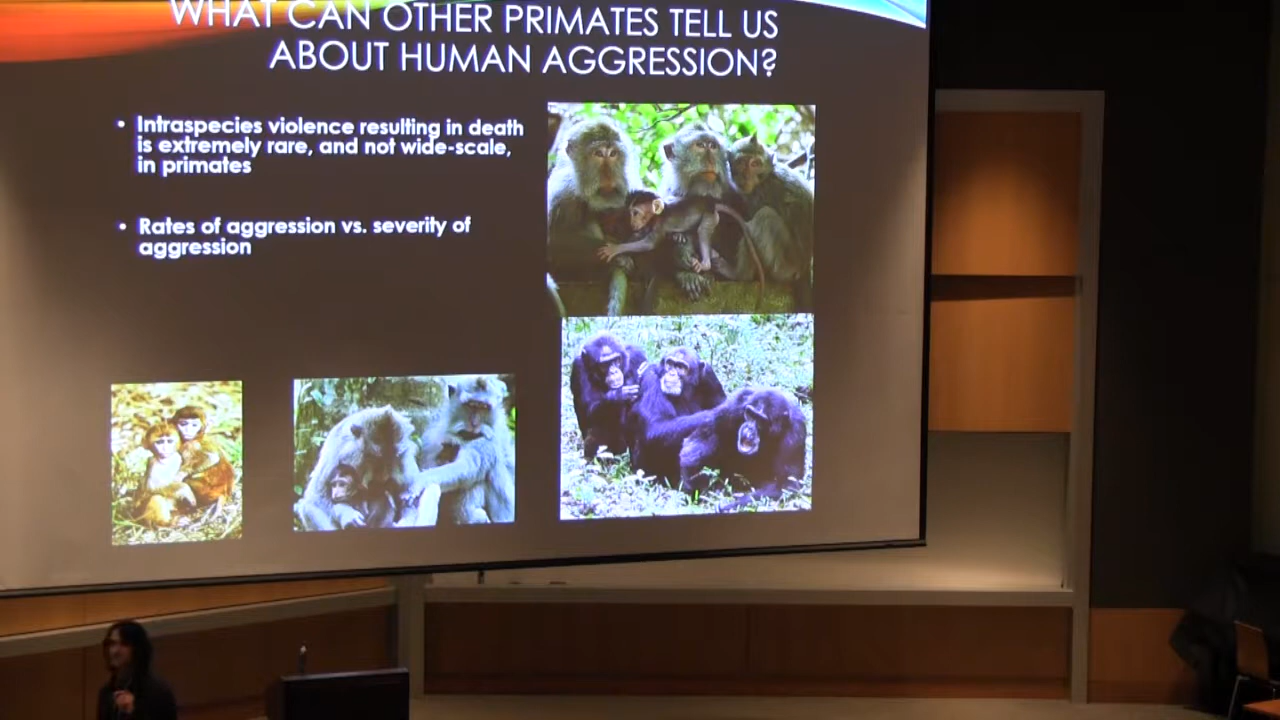 WHAT CAN OTHER PRIMATES TELL US
ABOUT HUMAN AGGRESSION?
• Intraspecies violence resulting in death
is extremely rare, and not wide-scale,
in primates
• Rates of aggression vs. severity of
aggression